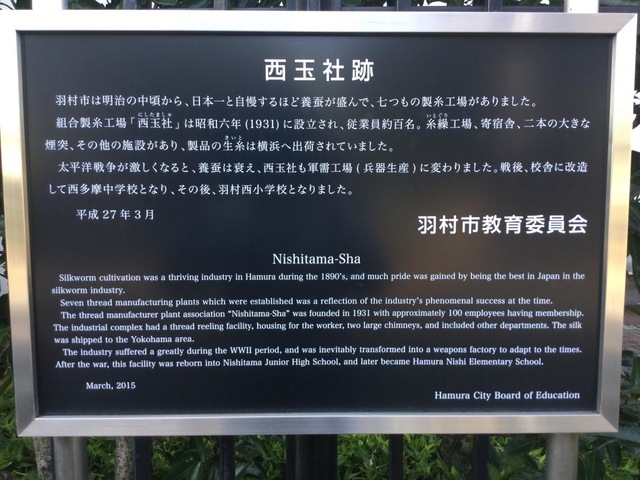 西玉社跡
羽村市は明治の中頃から、日本一と自慢するほど養蚕が盛んで、七つもの製糸工場がありました。
組合製糸工場「西玉社」は昭和六年(1931)に設立され、従業員約百名。糸繰工場、寄宿舎、二本の大きな
煙突、その他の施設があり、製品の生糸は横浜へ出荷されていました。
太平洋戦争が激しくなると、養蚕は衰え、西玉社も軍需工場(兵器生産)に変わりました。戦後、校舎に改造
して西多摩中学校となり、その後、羽村西小学校となりました。
平成27年3月
羽村市教育委員会
Nishitama-Sha
Silkworm cultivation was a thriving industry in Hamura during the 1890's, and much pride was gained by being the best in Japan in the
silkworm industry.
Seven thread manufacturing plants which were established was a reflection of the industry's phenomenal success at the time.
The thread manufacturer plant association "Nishitama-Sha" was founded in 1931 with approximately 100 employees having membership.
The industrial complex had a thread reeling facility, housing for the worker, two large chimneys, and included other departments. The silk
was shipped to the Yokohama area.
The industry suffered a greatly during the WWII period, and was inevitably transformed into a weapons factory to adapt to the times.
After the war, this facility was reborn into Nishitama Junior High School, and later became Hamura Nishi Elementary School.
March, 2015
Hamura City Board of Education